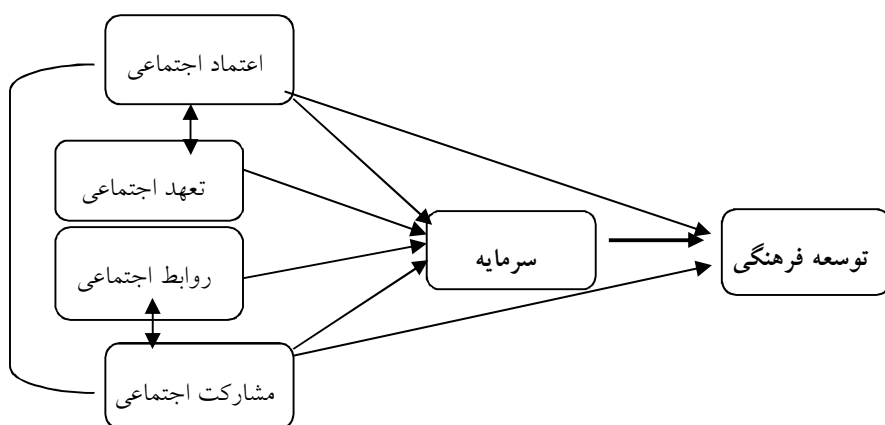 اعتماد اجتماعی
تعهد اجتماعی
روابط اجتماعی
مشارکت اجتماعی
سرمایه
توسعه فرهنگی